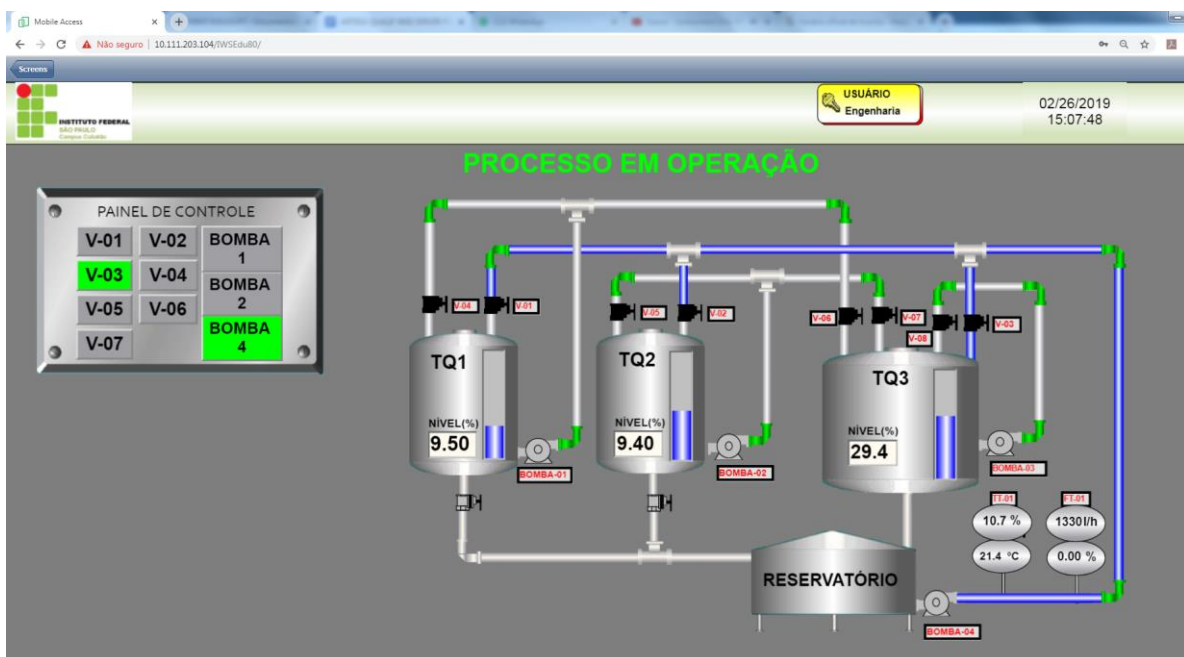 Mobile Access
Não seguro | 10.111.203.104/IWSEdu80/
Screens
INSTITUTO FEDERAL
SÃO PAULO
Campus Cubatão
USUÁRIO
Engenharia
02/26/2019
15:07:48
PROCESSO EM OPERAÇÃO
PAINEL DE CONTROLE
V-01 V-02 BOMBA 1
V-03 V-04 BOMBA 2
V-05 V-06 BOMBA 4
V-07
V-04 V-01
V-05 V-02
V-06 V-07
V-08 V-03
TQ1
NÍVEL(%)
9.50
BOMBA-01
TQ2
NÍVEL(%)
9.40
BOMBA-02
TQ3
NÍVEL(%)
29.4
BOMBA-03
TT-01 FT-01
10.7 % 1330l/h
21.4 °C 0.00 %
RESERVATÓRIO
BOMBA-04